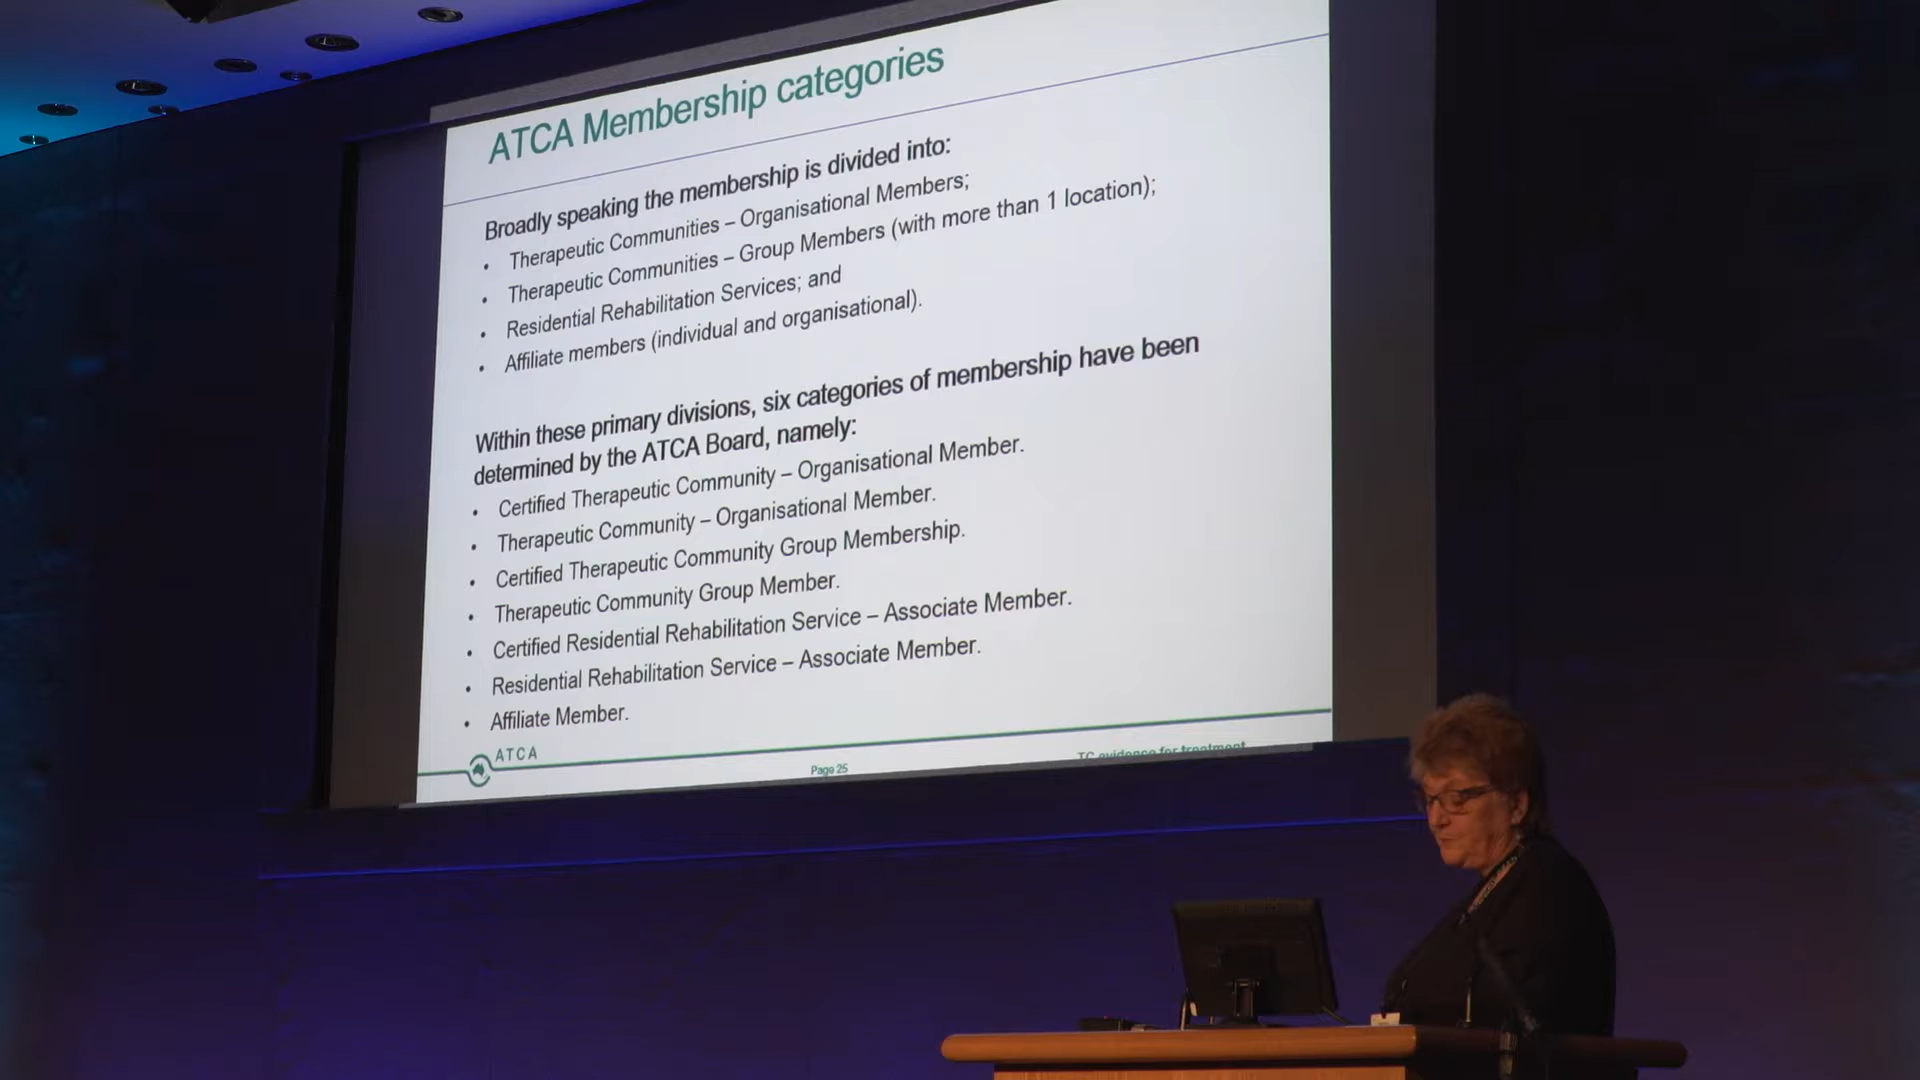 ATCA Membership categories
Broadly speaking the membership is divided into:
• Therapeutic Communities – Organisational Members;
• Therapeutic Communities – Group Members (with more than 1 location);
• Residential Rehabilitation Services; and
• Affiliate members (individual and organisational).
Within these primary divisions, six categories of membership have been
determined by the ATCA Board, namely:
• Certified Therapeutic Community – Organisational Member.
• Therapeutic Community – Organisational Member.
• Certified Therapeutic Community Group Membership.
• Therapeutic Community Group Member.
• Certified Residential Rehabilitation Service – Associate Member.
• Residential Rehabilitation Service – Associate Member.
• Affiliate Member.
ATCA
Page 25
TC evidence for treatment